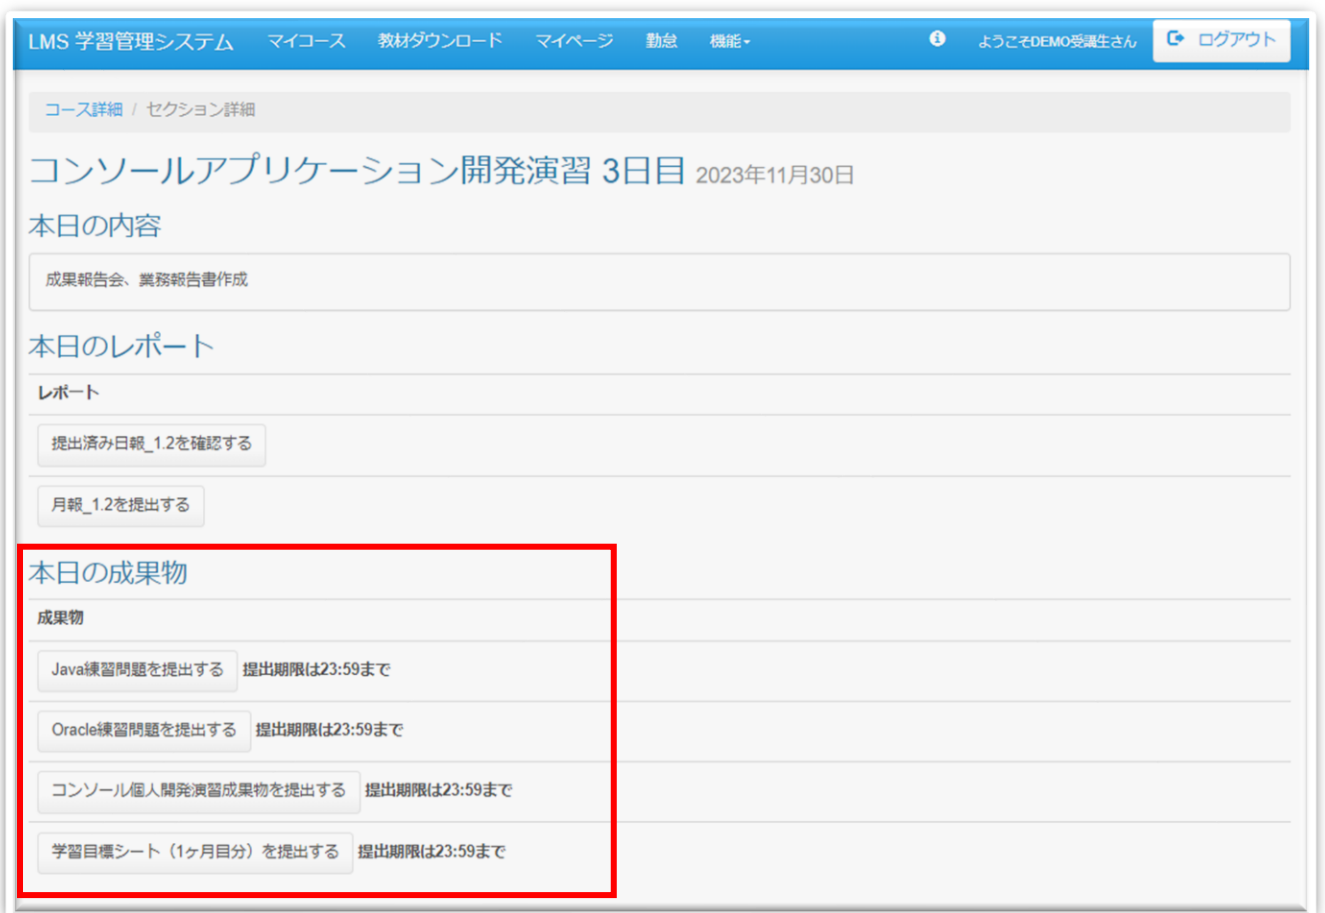 LMS 学習管理システム マイコース 教材ダウンロード マイページ 勤怠 機能 ようこそDEMO受講生さん ログアウト
コース詳細 / セクション詳細
コンソールアプリケーション開発演習 3日目 2023年11月30日
本日の内容
成果報告会、業務報告書作成
本日のレポート
レポート
提出済み日報_1.2を確認する
月報_1.2を提出する
本日の成果物
成果物
Java練習問題を提出する 提出期限は23:59まで
Oracle練習問題を提出する 提出期限は23:59まで
コンソール個人開発演習成果物を提出する 提出期限は23:59まで
学習目標シート（1ヶ月目分）を提出する 提出期限は23:59まで